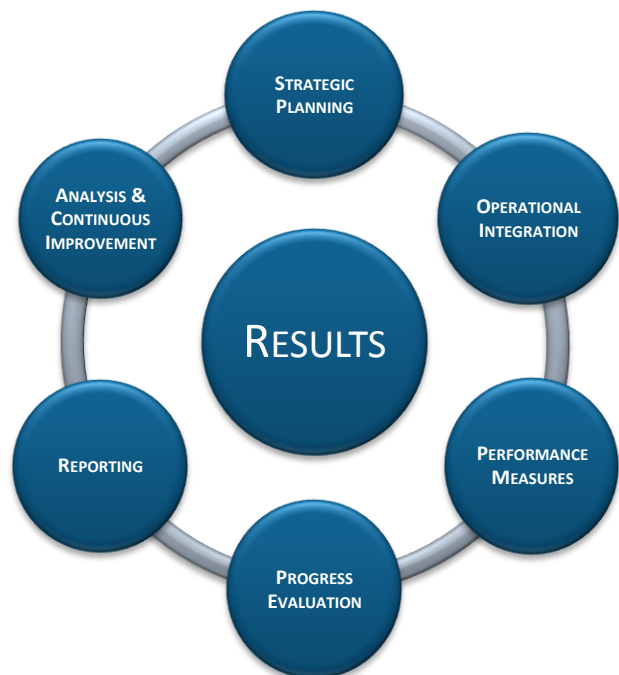 STRATEGIC
PLANNING
OPERATIONAL
INTEGRATION
PERFORMANCE
MEASURES
PROGRESS
EVALUATION
REPORTING
ANALYSIS &
CONTINUOUS
IMPROVEMENT
RESULTS